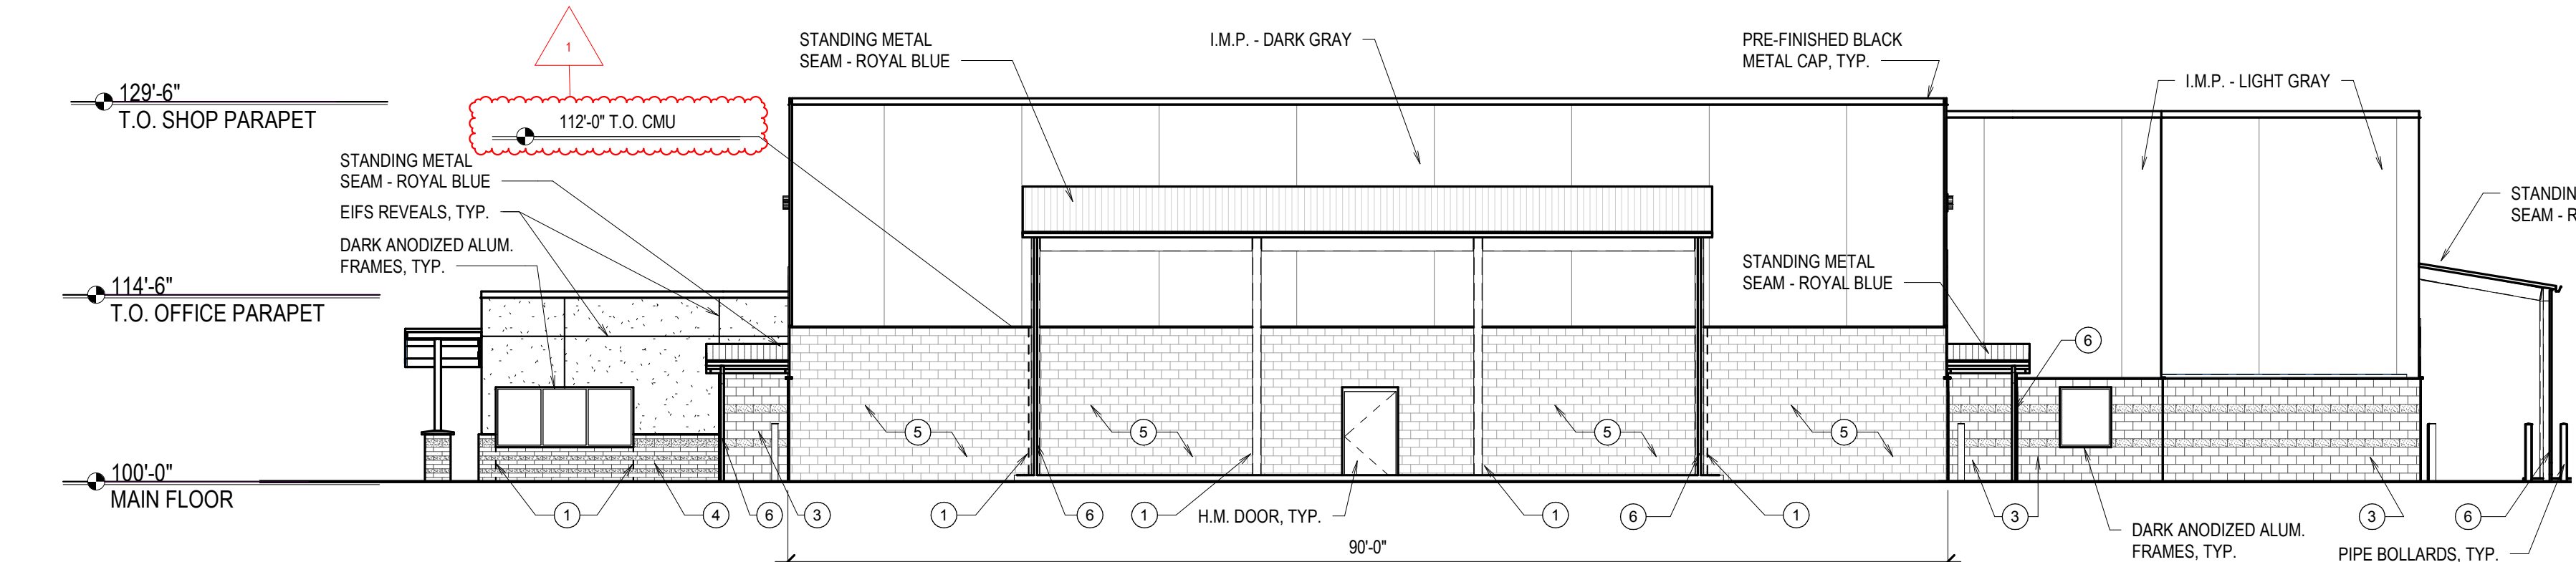 1
STANDING METAL
SEAM - ROYAL BLUE
I.M.P. - DARK GRAY
PRE-FINISHED BLACK
METAL CAP, TYP.
I.M.P. - LIGHT GRAY
129'-6"
T.O. SHOP PARAPET
112'-0" T.O. CMU
STANDING METAL
SEAM - ROYAL BLUE
EIFS REVEALS, TYP.
DARK ANODIZED ALUM.
FRAMES, TYP.
STANDIN
SEAM - R
STANDING METAL
SEAM - ROYAL BLUE
114'-6"
T.O. OFFICE PARAPET
6
5
5
5
5
100'-0"
MAIN FLOOR
1
4
6
3
1
6
1
H.M. DOOR, TYP.
1
6
1
3
DARK ANODIZED ALUM.
FRAMES, TYP.
3
6
PIPE BOLLARDS, TYP.
90'-0"